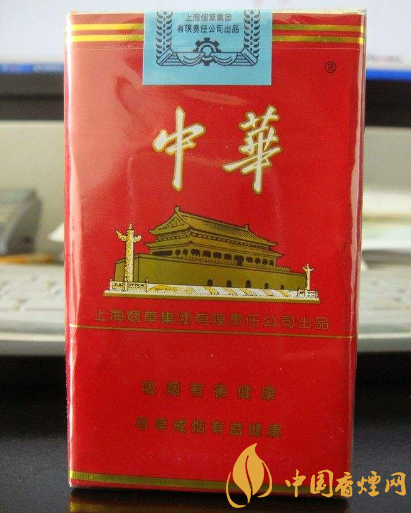 上海烟草集团
有限责任公司出品
®
中華
上海烟草集团有限责任公司出品
吸烟有害健康
尽早戒烟有益健康
中国香煙网